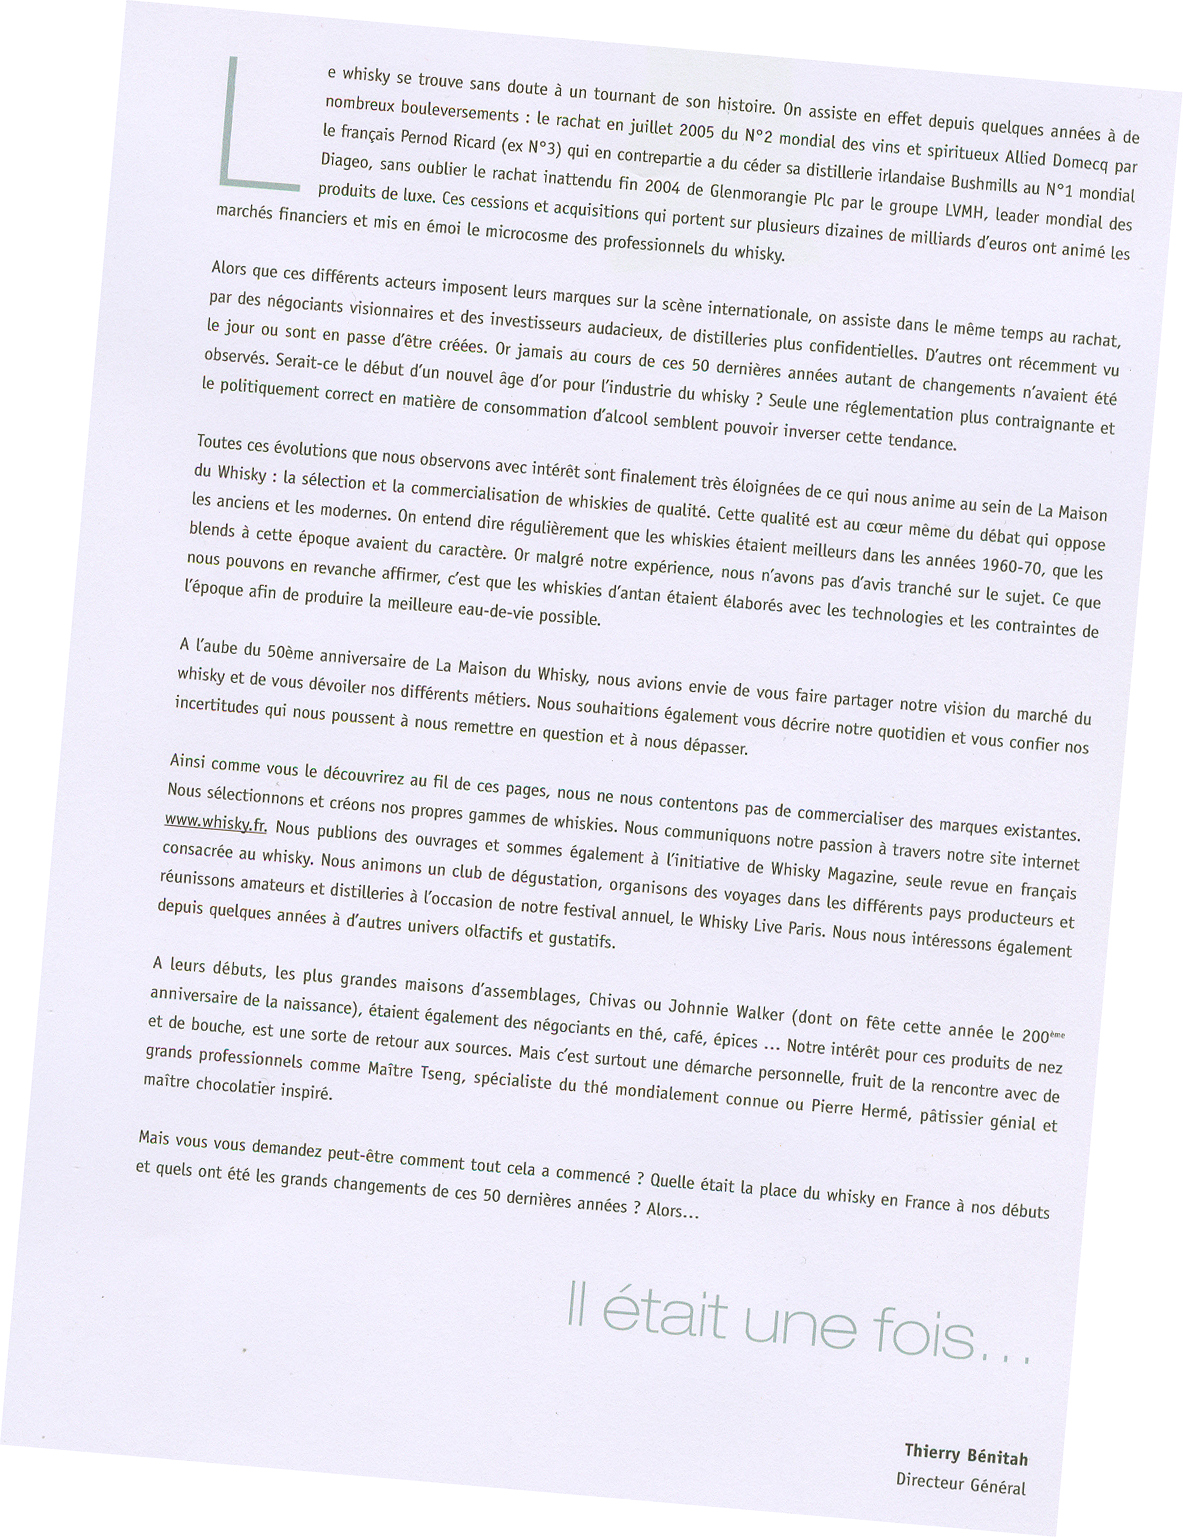 Le whisky se trouve sans doute à un tournant de son histoire. On assiste en effet depuis quelques années à de
nombreux bouleversements : le rachat en juillet 2005 du N°2 mondial des vins et spiritueux Allied Domecq par
le français Pernod Ricard (ex N°3) qui en contrepartie a du céder sa distillerie irlandaise Bushmills au N°1 mondial
Diageo, sans oublier le rachat inattendu fin 2004 de Glenmorangie Plc par le groupe LVMH, leader mondial des
produits de luxe. Ces cessions et acquisitions qui portent sur plusieurs dizaines de milliards d'euros ont animé les
marchés financiers et mis en émoi le microcosme des professionnels du whisky.
Alors que ces différents acteurs imposent leurs marques sur la scène internationale, on assiste dans le même temps au rachat,
par des négociants visionnaires et des investisseurs audacieux, de distilleries plus confidentielles. D'autres ont récemment vu
le jour ou sont en passe d'être créées. Or jamais au cours de ces 50 dernières années autant de changements n'avaient été
observés. Serait-ce le début d'un nouvel âge d'or pour l'industrie du whisky ? Seule une réglementation plus contraignante et
le politiquement correct en matière de consommation d'alcool semblent pouvoir inverser cette tendance.
Toutes ces évolutions que nous observons avec intérêt sont finalement très éloignées de ce qui nous anime au sein de La Maison
du Whisky : la sélection et la commercialisation de whiskies de qualité. Cette qualité est au cœur même du débat qui oppose
les anciens et les modernes. On entend dire régulièrement que les whiskies étaient meilleurs dans les années 1960-70, que les
blends à cette époque avaient du caractère. Or malgré notre expérience, nous n'avons pas d'avis tranché sur le sujet. Ce que
nous pouvons en revanche affirmer, c'est que les whiskies d'antan étaient élaborés avec les technologies et les contraintes de
l'époque afin de produire la meilleure eau-de-vie possible.
A l'aube du 50ème anniversaire de La Maison du Whisky, nous avions envie de vous faire partager notre vision du marché du
whisky et de vous dévoiler nos différents métiers. Nous souhaitions également vous décrire notre quotidien et vous confier nos
incertitudes qui nous poussent à nous remettre en question et à nous dépasser.
Ainsi comme vous le découvrirez au fil de ces pages, nous ne nous contentons pas de commercialiser des marques existantes.
Nous sélectionnons et créons nos propres gammes de whiskies. Nous communiquons notre passion à travers notre site internet
www.whisky.fr. Nous publions des ouvrages et sommes également à l'initiative de Whisky Magazine, seule revue en français
consacrée au whisky. Nous animons un club de dégustation, organisons des voyages dans les différents pays producteurs et
réunissons amateurs et distilleries à l'occasion de notre festival annuel, le Whisky Live Paris. Nous nous intéressons également
depuis quelques années à d'autres univers olfactifs et gustatifs.
A leurs débuts, les plus grandes maisons d'assemblages, Chivas ou Johnnie Walker (dont on fête cette année le 200ème
anniversaire de la naissance), étaient également des négociants en thé, café, épices ... Notre intérêt pour ces produits de nez
et de bouche, est une sorte de retour aux sources. Mais c'est surtout une démarche personnelle, fruit de la rencontre avec de
grands professionnels comme Maître Tseng, spécialiste du thé mondialement connue ou Pierre Hermé, pâtissier génial et
maître chocolatier inspiré.
Mais vous vous demandez peut-être comment tout cela a commencé ? Quelle était la place du whisky en France à nos débuts
et quels ont été les grands changements de ces 50 dernières années ? Alors...
Il était une fois...
Thierry Bénitah
Directeur Général